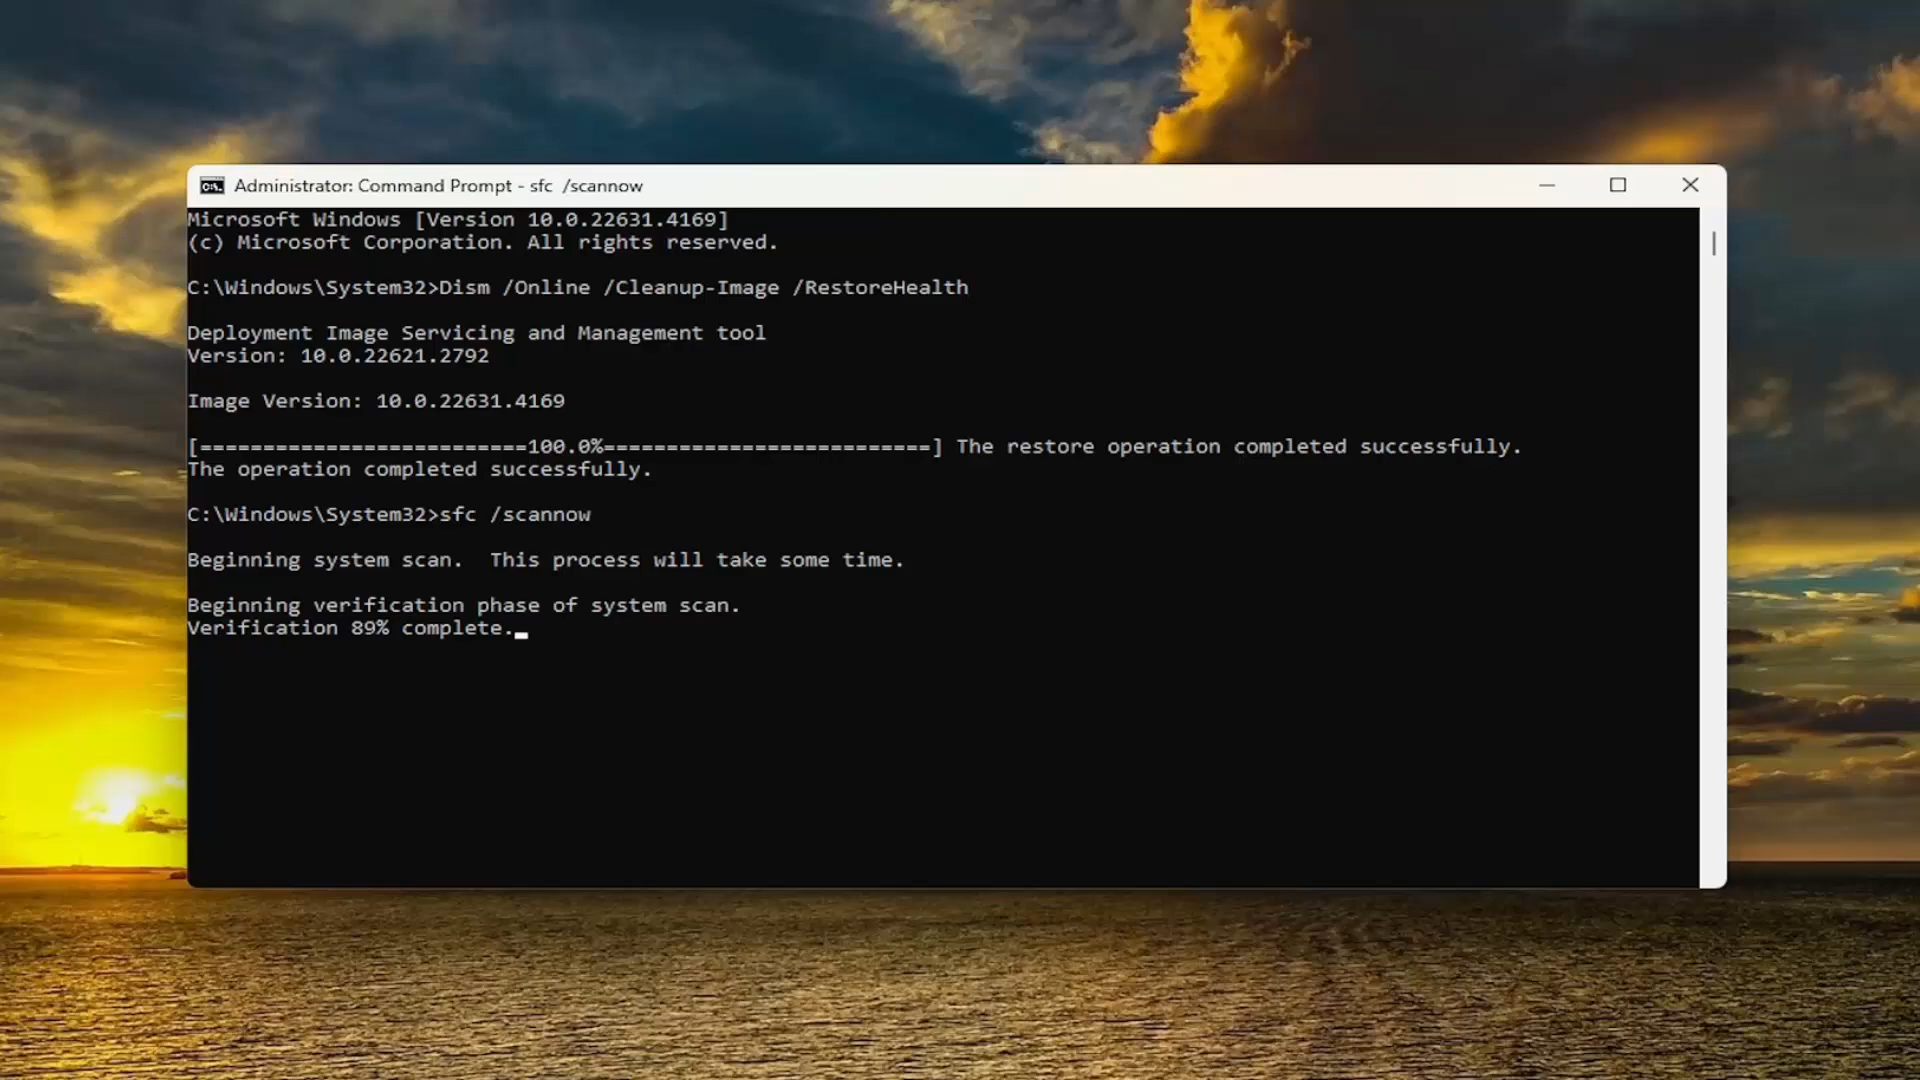 Administrator: Command Prompt - sfc  /scannow
Microsoft Windows [Version 10.0.22631.4169]
(c) Microsoft Corporation. All rights reserved.
C:\Windows\System32>Dism /Online /Cleanup-Image /RestoreHealth
Deployment Image Servicing and Management tool
Version: 10.0.22621.2792
Image Version: 10.0.22631.4169
[==========================100.0%==========================] The restore operation completed successfully.
The operation completed successfully.
C:\Windows\System32>sfc /scannow
Beginning system scan.  This process will take some time.
Beginning verification phase of system scan.
Verification 89% complete.